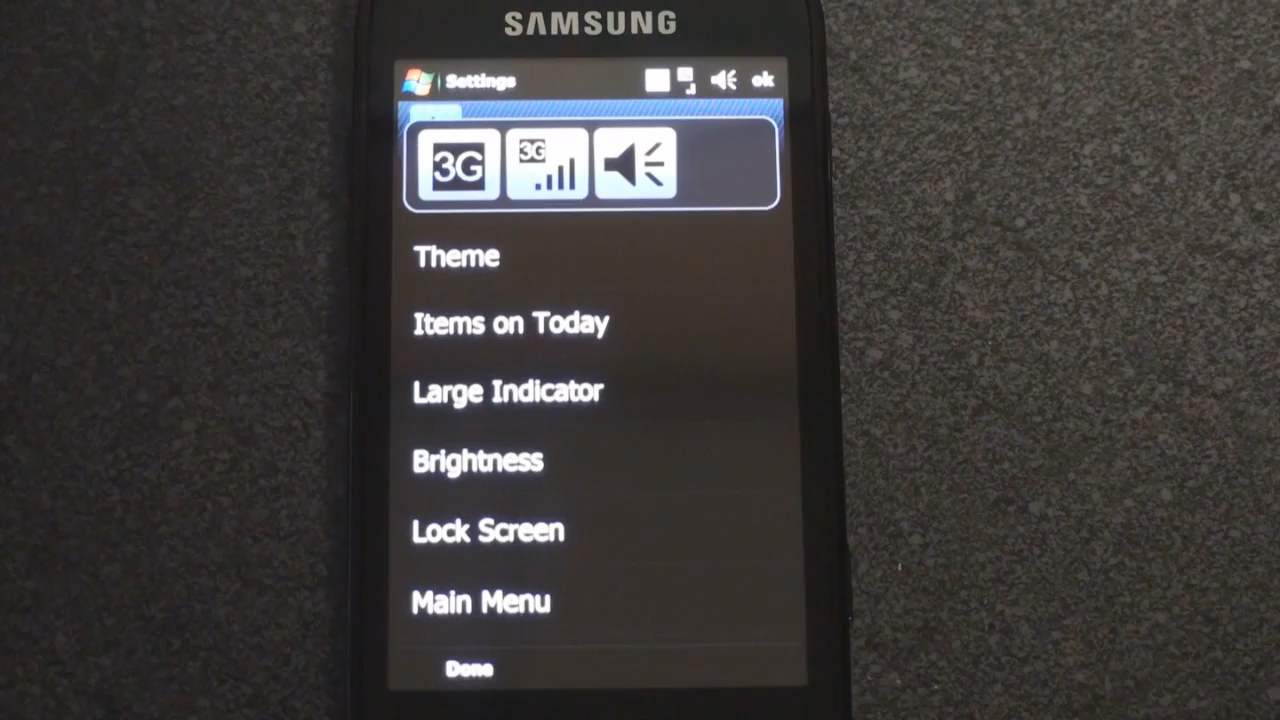 SAMSUNG
Settings ok
3G 3G
Theme
Items on Today
Large Indicator
Brightness
Lock Screen
Main Menu
Done